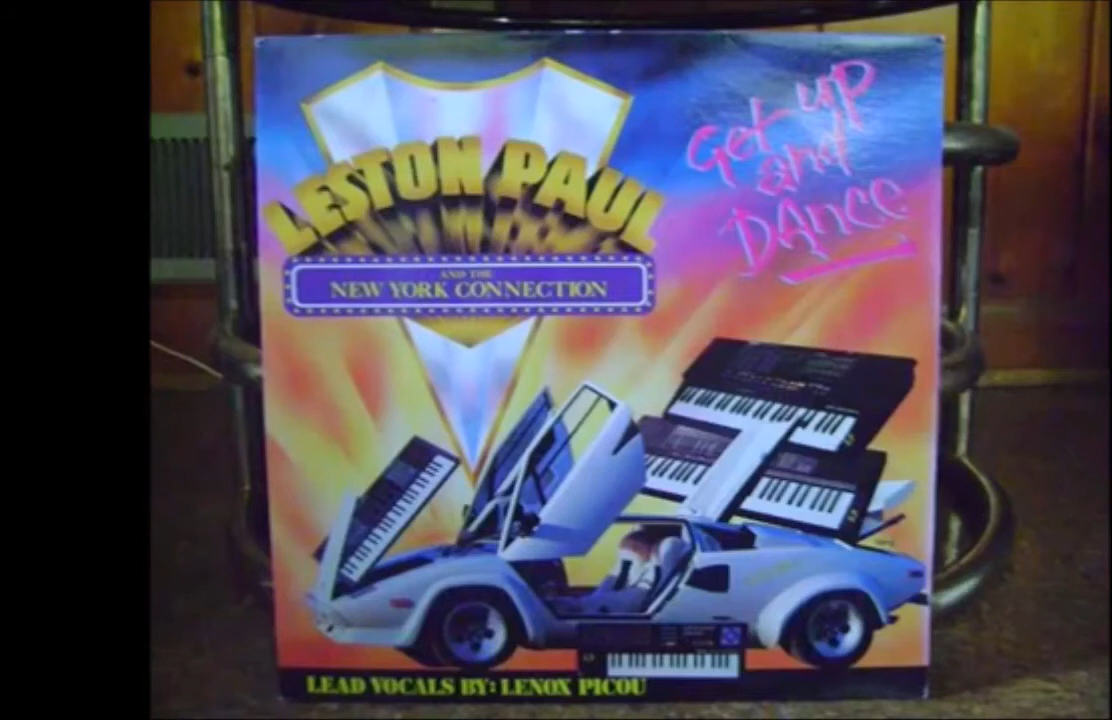 LESTON PAUL
AND THE
NEW YORK CONNECTION
Get up
and
DAncE
LEAD VOCALS BY: LENOX PICOU